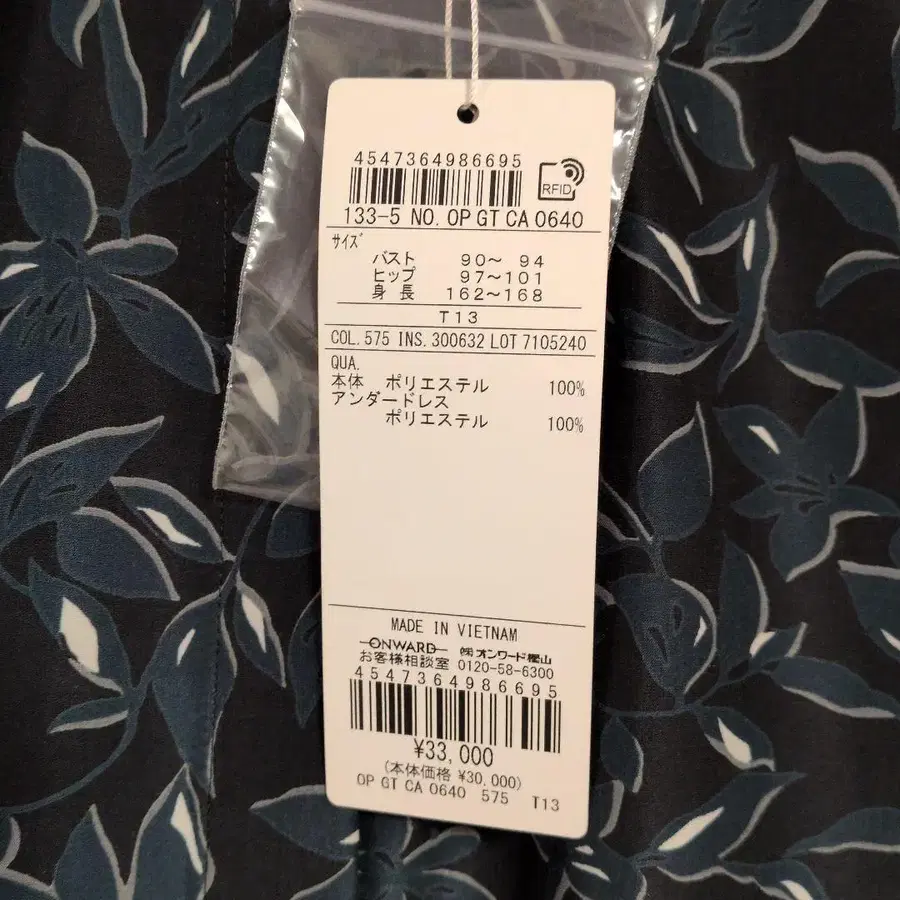 4547364986695
RFID
133-5 NO. OP GT CA 0640
サイズ
バスト 90～ 94
ヒップ 97～101
身 長 162～168
T13
COL. 575 INS. 300632 LOT 7105240
QUA.
本体 ポリエステル 100%
アンダードレス
ポリエステル 100%
MADE IN VIETNAM
ONWARD ㈱オンワード樫山
お客様相談室 0120-58-6300
4547364986695
¥33,000
(本体価格 ¥30,000)
OP GT CA 0640 575 T13